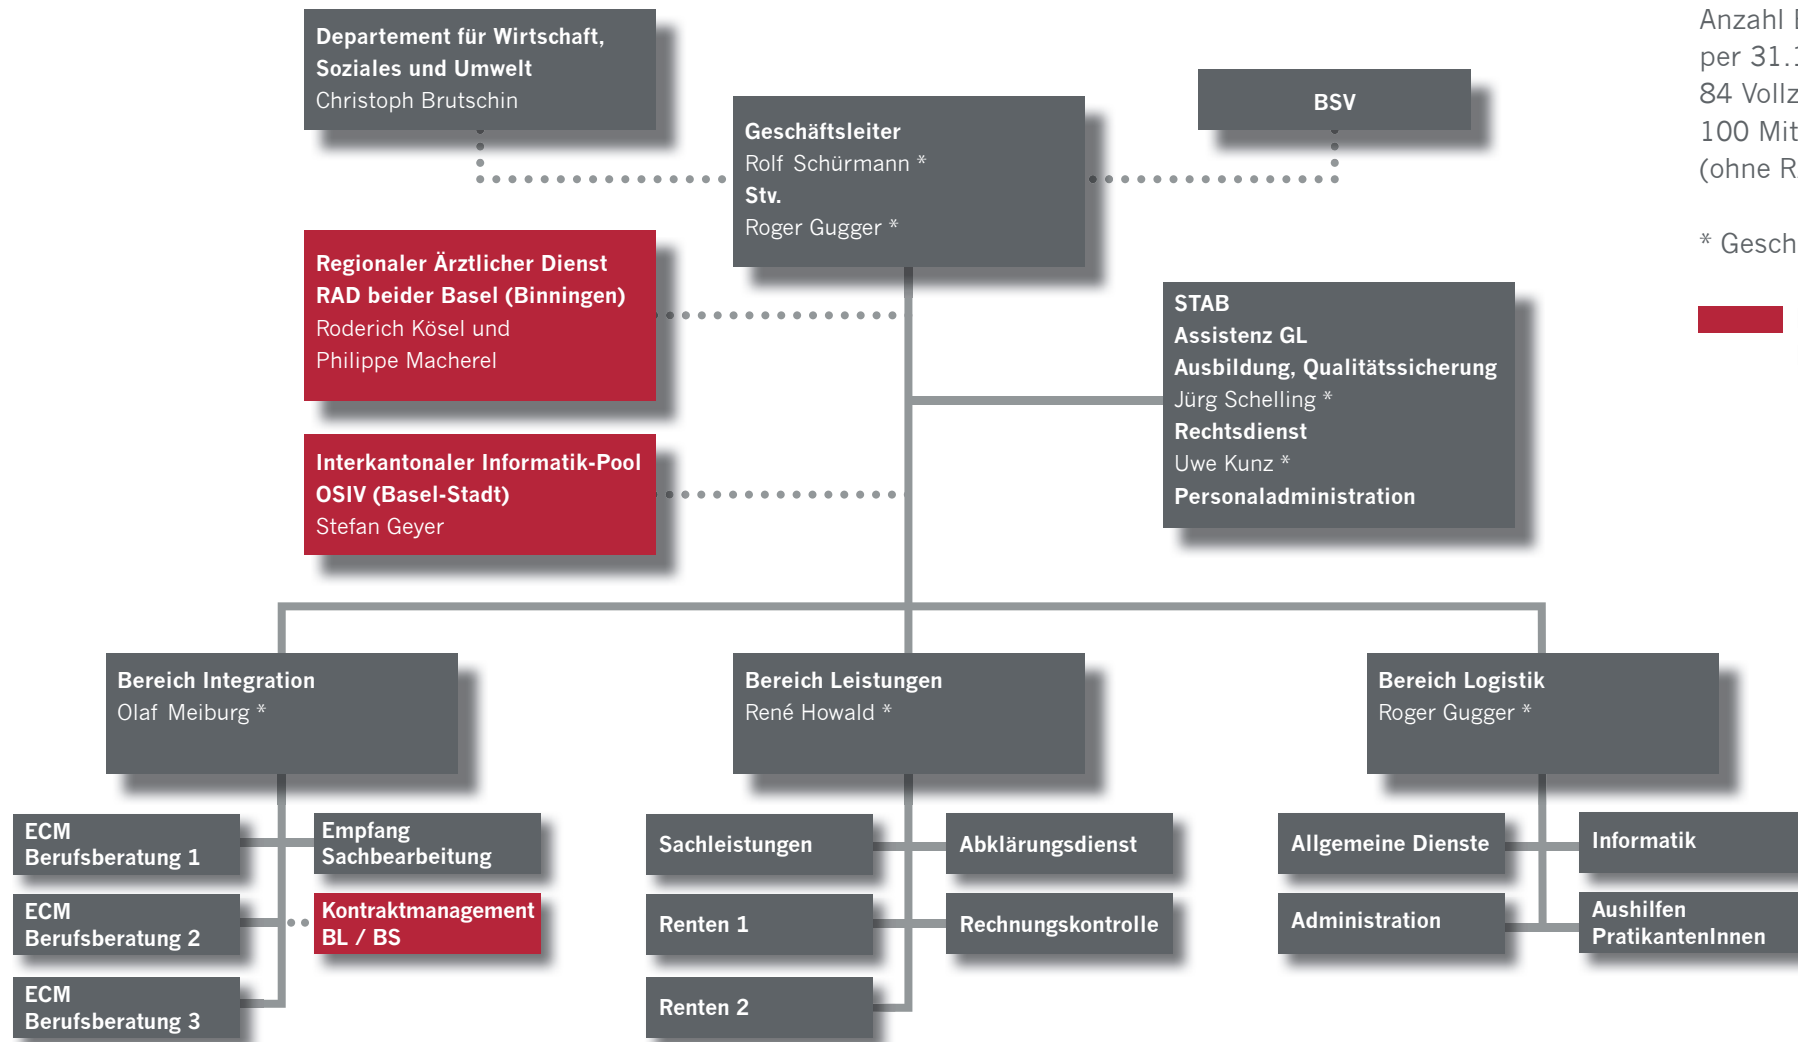 Departement für Wirtschaft,
Soziales und Umwelt
Christoph Brutschin
Geschäftsleiter
Rolf Schürmann *
Stv.
Roger Gugger *
BSV
Anzahl
per
84
100
(ohne
*
Regionaler Ärztlicher Dienst
RAD beider Basel (Binningen)
Roderich Kösel und
Philippe Macherel
STAB
Assistenz GL
Ausbildung, Qualitätssicherung
Jürg Schelling *
Rechtsdienst
Uwe Kunz *
Personaladministration
Interkantonaler Informatik-Pool
OSIV (Basel-Stadt)
Stefan Geyer
Bereich Integration
Olaf Meiburg *
Bereich Leistungen
René Howald *
Bereich Logistik
Roger Gugger *
ECM
Berufsberatung 1
Empfang
Sachbearbeitung
ECM
Berufsberatung 2
Kontraktmanagement
BL / BS
ECM
Berufsberatung 3
Sachleistungen
Abklärungsdienst
Renten 1
Rechnungskontrolle
Renten 2
Allgemeine Dienste
Informatik
Administration
Aushilfen
PratikantenInnen